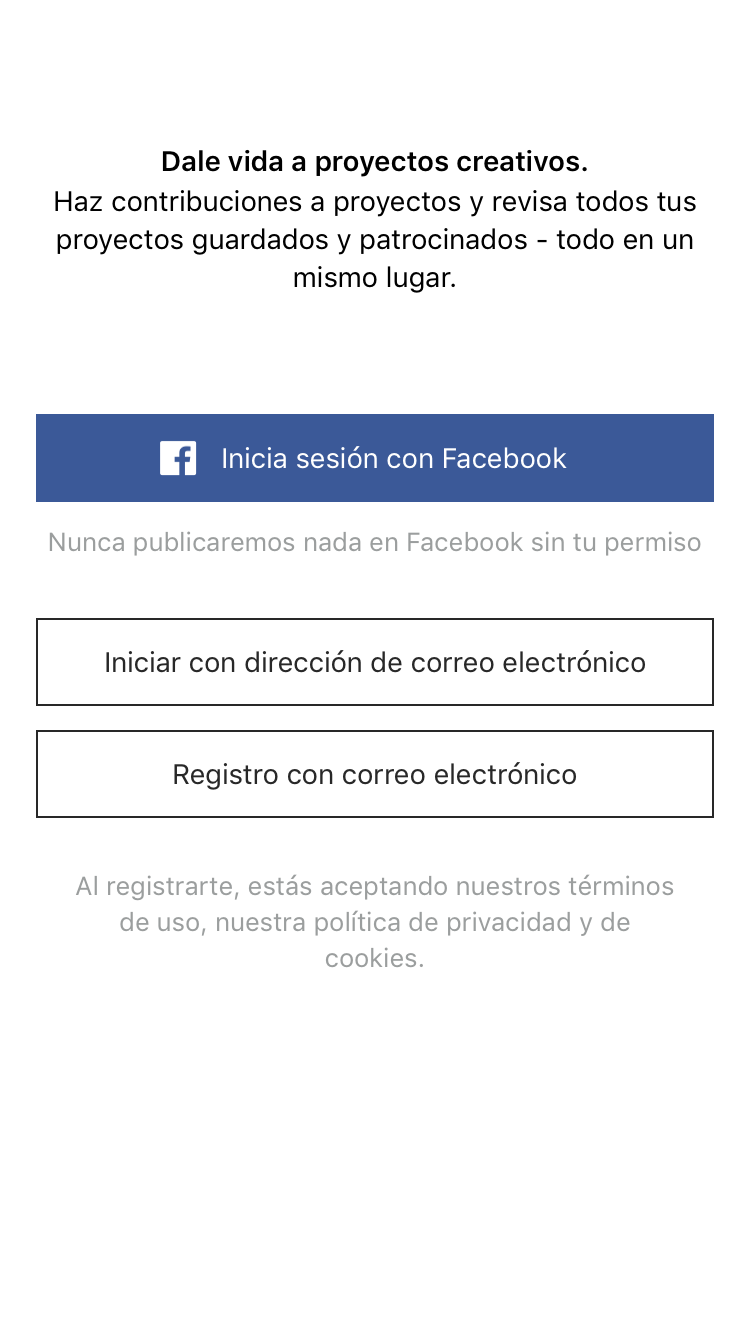 Dale vida a proyectos creativos.
Haz contribuciones a proyectos y revisa todos tus
proyectos guardados y patrocinados - todo en un
mismo lugar.
Inicia sesión con Facebook
Nunca publicaremos nada en Facebook sin tu permiso
Iniciar con dirección de correo electrónico
Registro con correo electrónico
Al registrarte, estás aceptando nuestros términos
de uso, nuestra política de privacidad y de
cookies.